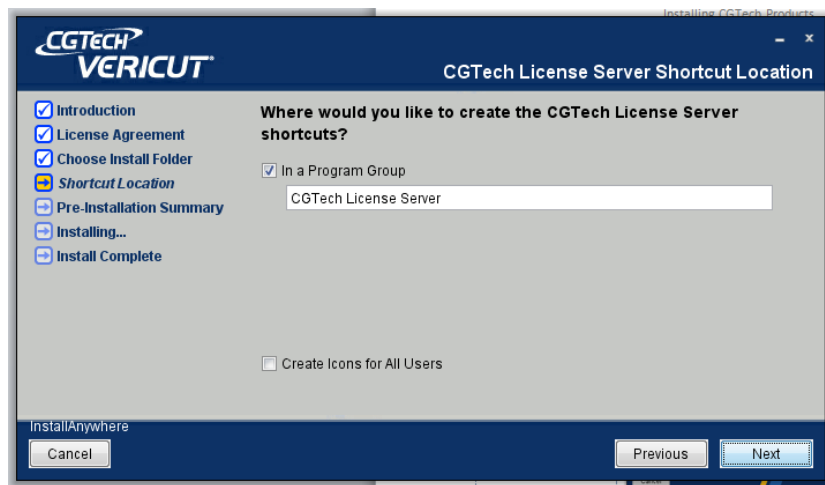 Installing CGTech Products
CGTECH
VERICUT
CGTech License Server Shortcut Location
Introduction
License Agreement
Choose Install Folder
Shortcut Location
Pre-Installation Summary
Installing...
Install Complete
Where would you like to create the CGTech License Server
shortcuts?
In a Program Group
CGTech License Server
Create Icons for All Users
InstallAnywhere
Cancel
Previous
Next